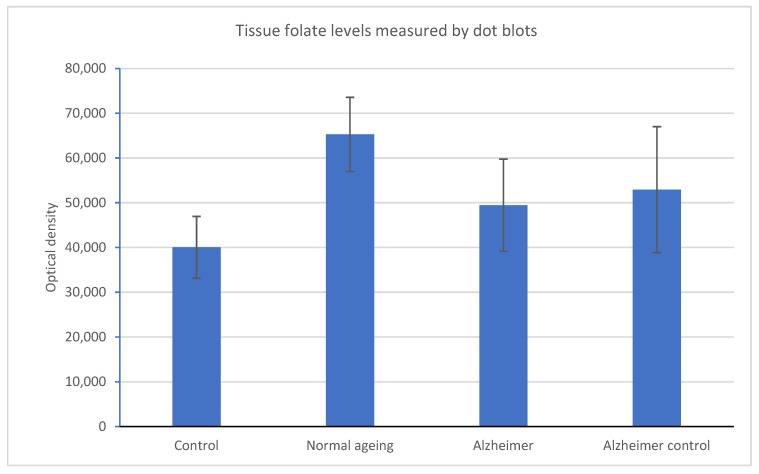 Tissue folate levels measured by dot blots
80,000
70,000
60,000
50,000
40,000
30,000
20,000
10,000
0
Optical density
Control
Normal ageing
Alzheimer
Alzheimer control